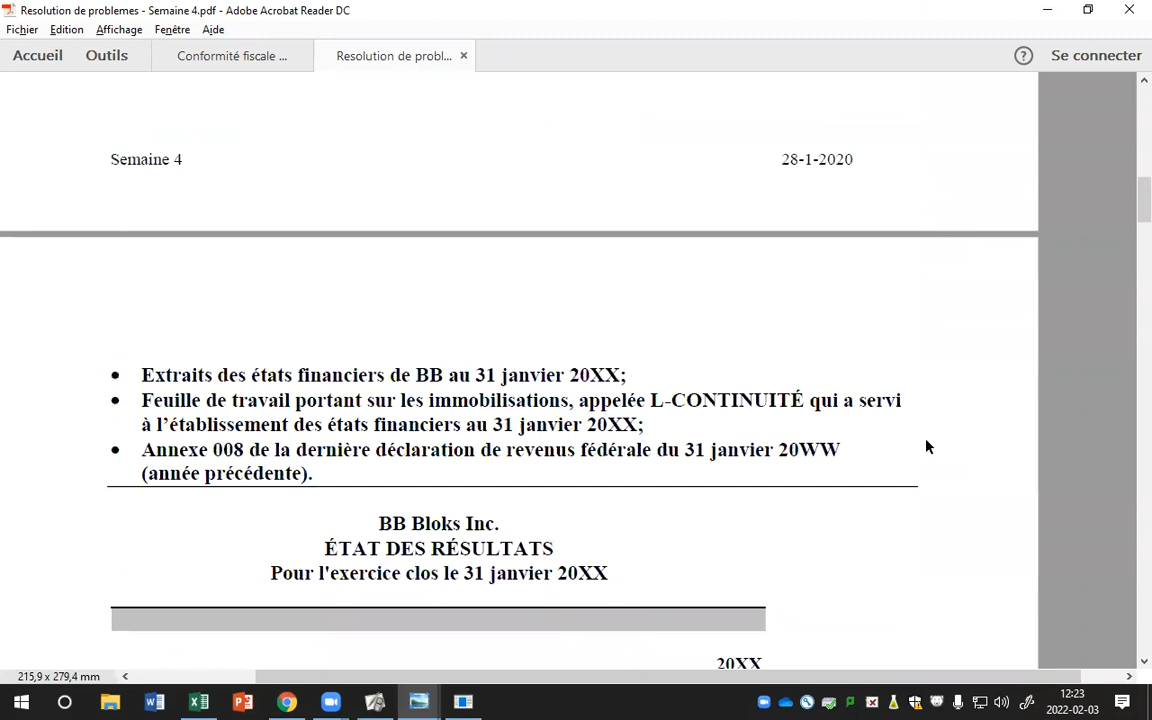 Resolution de problemes - Semaine 4.pdf - Adobe Acrobat Reader DC
Fichier Edition Affichage Fenêtre Aide
Accueil Outils Conformité fiscale ... Resolution de probl... × ? Se connecter
Semaine 4 28-1-2020
• Extraits des états financiers de BB au 31 janvier 20XX;
• Feuille de travail portant sur les immobilisations, appelée L-CONTINUITÉ qui a servi
à l’établissement des états financiers au 31 janvier 20XX;
• Annexe 008 de la dernière déclaration de revenus fédérale du 31 janvier 20WW
(année précédente).
BB Bloks Inc.
ÉTAT DES RÉSULTATS
Pour l'exercice clos le 31 janvier 20XX
20XX
215,9 x 279,4 mm
12:23
2022-02-03